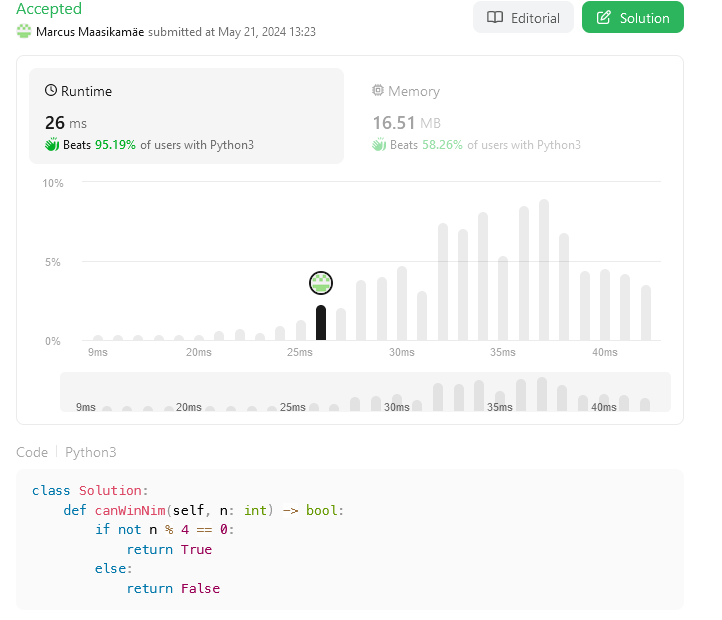 Accepted
Editorial
Solution
Marcus Maasikamäe submitted at May 21, 2024 13:23
Runtime
Memory
26 ms
16.51 MB
Beats 95.19% of users with Python3
Beats 58.26% of users with Python3
10%
5%
0%
9ms 20ms 25ms 30ms 35ms 40ms
9ms 20ms 25ms 30ms 35ms 40ms
Code | Python3
class Solution:
    def canWinNim(self, n: int) -> bool:
        if not n % 4 == 0:
            return True
        else:
            return False